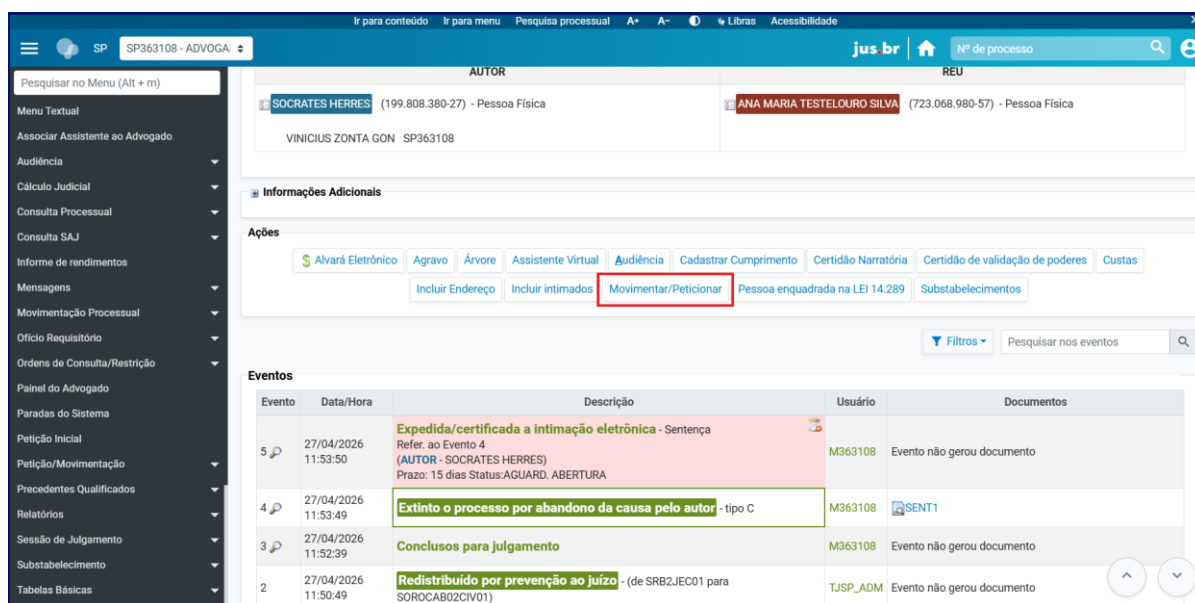 Ir para conteúdo Ir para menu Pesquisa processual A+ A- Libras Acessibilidade
SP SP363108 - ADVOGA jus.br Nº de processo
Pesquisar no Menu (Alt + m)
Menu Textual
Associar Assistente ao Advogado
Audiência
Cálculo Judicial
Consulta Processual
Consulta SAJ
Informe de rendimentos
Mensagens
Movimentação Processual
Ofício Requisitório
Ordens de Consulta/Restrição
Painel do Advogado
Paradas do Sistema
Petição Inicial
Petição/Movimentação
Precedentes Qualificados
Relatórios
Sessão de Julgamento
Substabelecimento
Tabelas Básicas
AUTOR REU
SOCRATES HERRES (199.808.380-27) - Pessoa Física ANA MARIA TESTELOURO SILVA (723.068.980-57) - Pessoa Física
VINICIUS ZONTA GON SP363108
Informações Adicionais
Ações
$ Alvará Eletrônico Agravo Árvore Assistente Virtual Audiência Cadastrar Cumprimento Certidão Narratória Certidão de validação de poderes Custas
Incluir Endereço Incluir intimados Movimentar/Peticionar Pessoa enquadrada na LEI 14.289 Substabelecimentos
Filtros Pesquisar nos eventos
Eventos
Evento Data/Hora Descrição Usuário Documentos
5 27/04/2026 11:53:50 Expedida/certificada a intimação eletrônica - Sentença M363108 Evento não gerou documento
Refer. ao Evento 4
(AUTOR - SOCRATES HERRES)
Prazo: 15 dias Status:AGUARD. ABERTURA
4 27/04/2026 11:53:49 Extinto o processo por abandono da causa pelo autor - tipo C M363108 SENT1
3 27/04/2026 11:52:39 Conclusos para julgamento M363108 Evento não gerou documento
2 27/04/2026 11:50:49 Redistribuído por prevenção ao juízo - (de SRB2JEC01 para TJSP_ADM Evento não gerou documento
SOROCAB02CIV01)